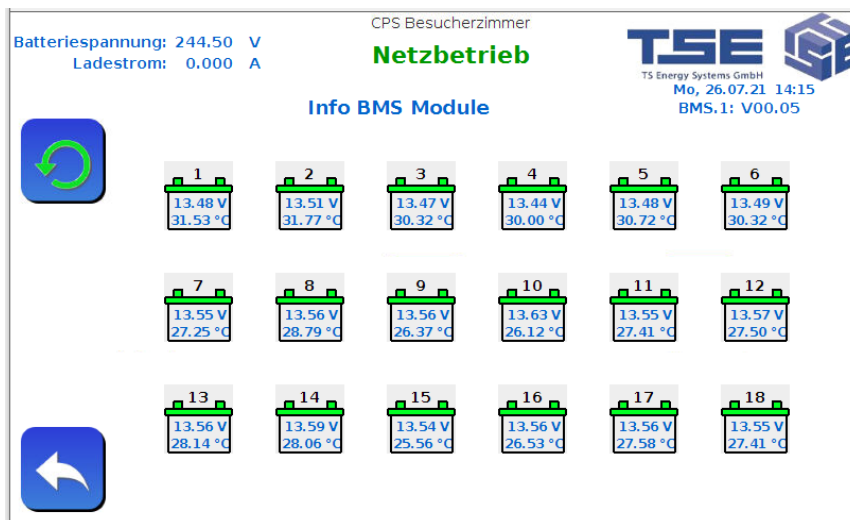 CPS Besucherzimmer
Batteriespannung: 244.50 V
Ladestrom: 0.000 A
Netzbetrieb
TSE
TSE
TS Energy Systems GmbH
Mo, 26.07.21 14:15
BMS.1: V00.05
Info BMS Module
1 2 3 4 5 6
13.48 V 13.51 V 13.47 V 13.44 V 13.48 V 13.49 V
31.53 °C 31.77 °C 30.32 °C 30.00 °C 30.72 °C 30.32 °C
7 8 9 10 11 12
13.55 V 13.56 V 13.56 V 13.63 V 13.55 V 13.57 V
27.25 °C 28.79 °C 26.37 °C 26.12 °C 27.41 °C 27.50 °C
13 14 15 16 17 18
13.56 V 13.59 V 13.54 V 13.56 V 13.56 V 13.55 V
28.14 °C 28.06 °C 25.56 °C 26.53 °C 27.58 °C 27.41 °C